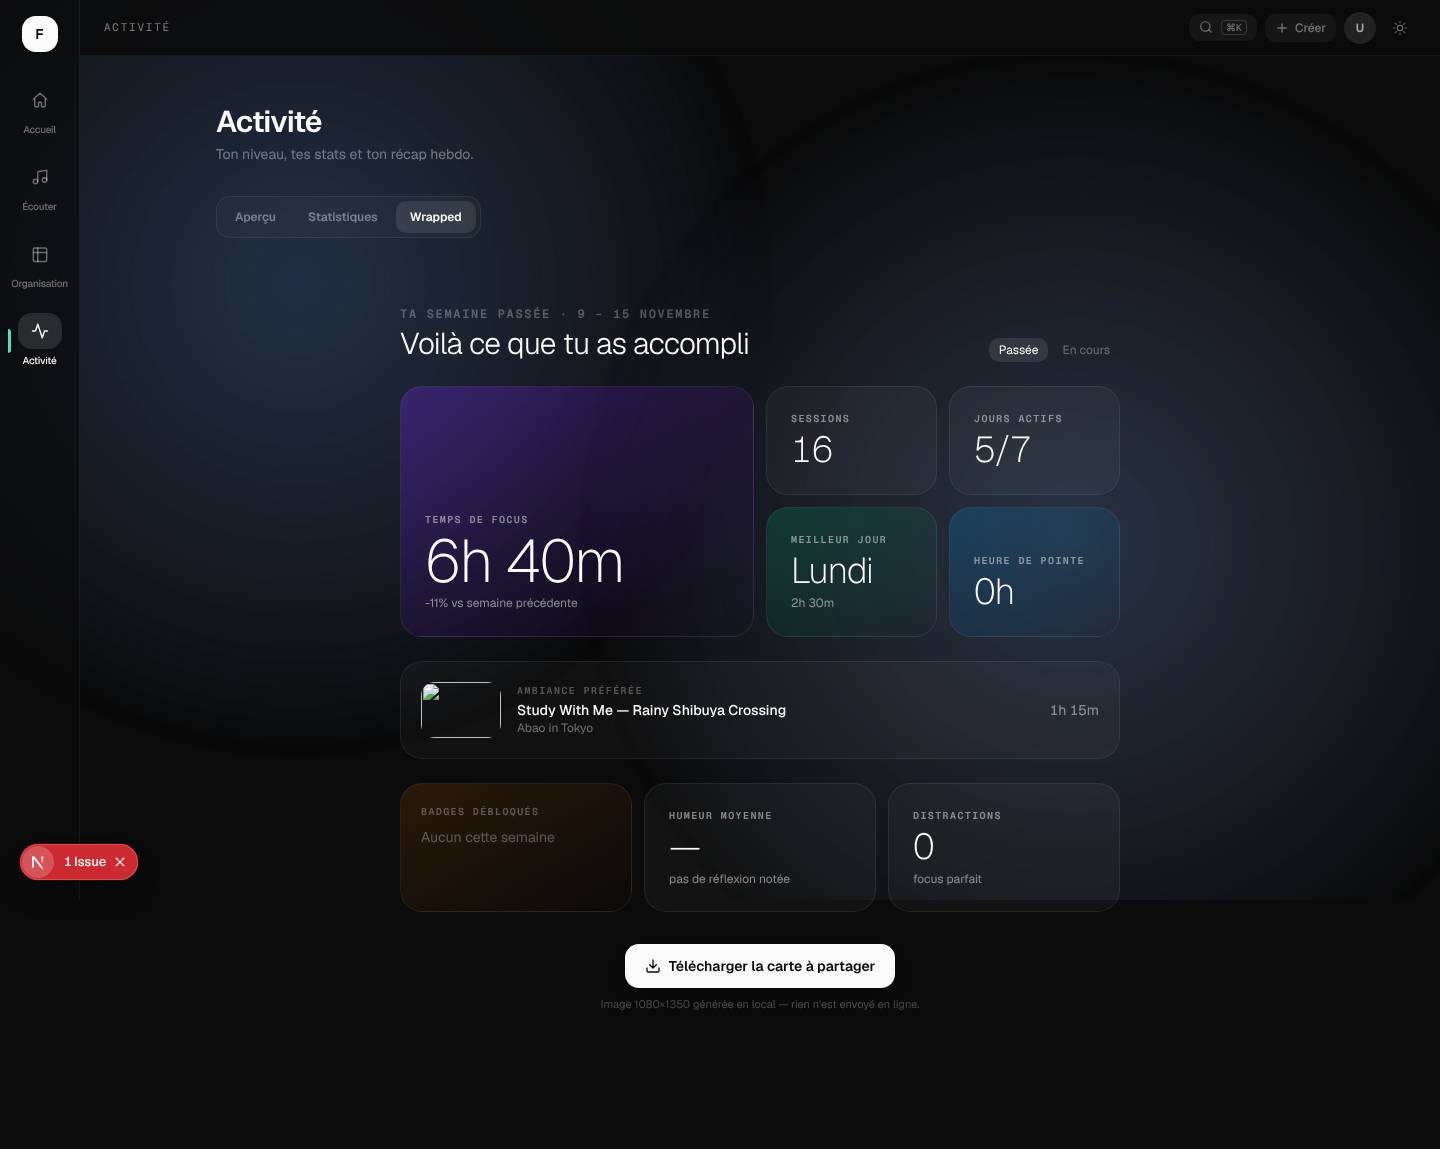 F
ACTIVITÉ
⌘K
Créer
U
Accueil
Écouter
Organisation
Activité
Activité
Ton niveau, tes stats et ton récap hebdo.
Aperçu
Statistiques
Wrapped
TA SEMAINE PASSÉE · 9 – 15 NOVEMBRE
Voilà ce que tu as accompli
Passée
En cours
TEMPS DE FOCUS
6h 40m
-11% vs semaine précédente
SESSIONS
16
JOURS ACTIFS
5/7
MEILLEUR JOUR
Lundi
2h 30m
HEURE DE POINTE
0h
AMBIANCE PRÉFÉRÉE
Study With Me — Rainy Shibuya Crossing
Abao in Tokyo
1h 15m
BADGES DÉBLOQUÉS
Aucun cette semaine
HUMEUR MOYENNE
—
pas de réflexion notée
DISTRACTIONS
0
focus parfait
N
1 Issue
Télécharger la carte à partager
Image 1080×1350 générée en local — rien n'est envoyé en ligne.